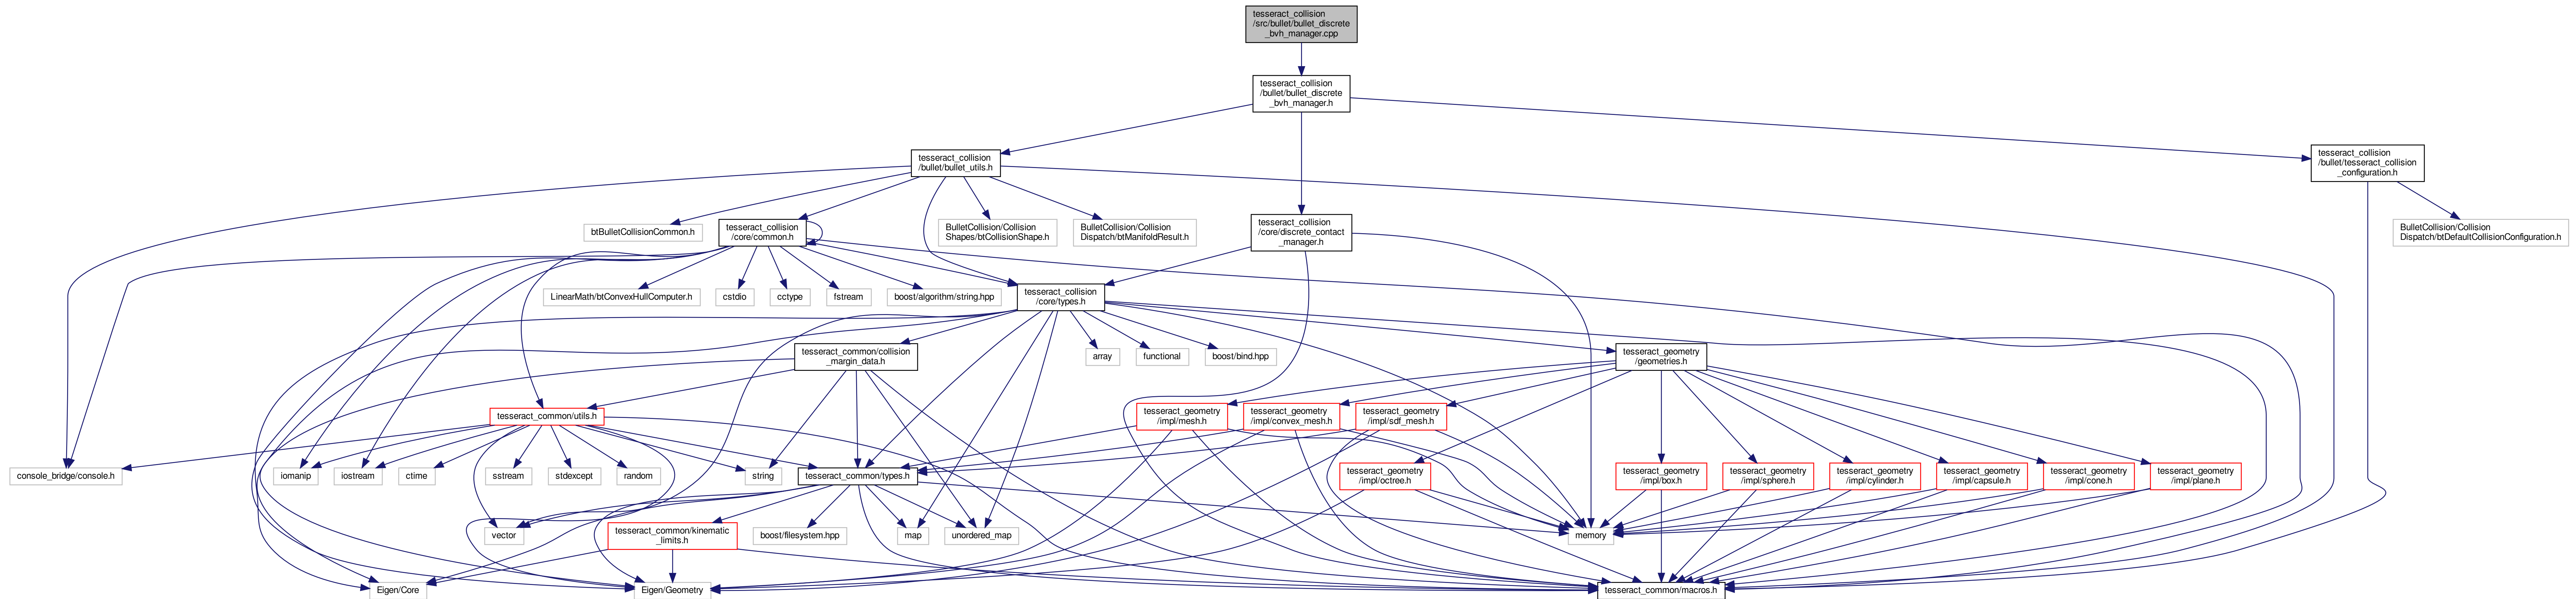 tesseract_collision
/src/bullet/bullet_discrete
_bvh_manager.cpp
tesseract_collision
/bullet/bullet_discrete
_bvh_manager.h
tesseract_collision
/bullet/bullet_utils.h
tesseract_collision
/bullet/tesseract_collision
_configuration.h
btBulletCollisionCommon.h
tesseract_collision
/core/common.h
BulletCollision/Collision
Shapes/btCollisionShape.h
BulletCollision/Collision
Dispatch/btManifoldResult.h
tesseract_collision
/core/discrete_contact
_manager.h
BulletCollision/Collision
Dispatch/btDefaultCollisionConfiguration.h
LinearMath/btConvexHullComputer.h
cstdio
cctype
fstream
boost/algorithm/string.hpp
tesseract_collision
/core/types.h
tesseract_common/collision
_margin_data.h
array
functional
boost/bind.hpp
tesseract_geometry
/geometries.h
tesseract_common/utils.h
tesseract_geometry
/impl/mesh.h
tesseract_geometry
/impl/convex_mesh.h
tesseract_geometry
/impl/sdf_mesh.h
console_bridge/console.h
iomanip
iostream
ctime
sstream
stdexcept
random
string
tesseract_common/types.h
tesseract_geometry
/impl/octree.h
tesseract_geometry
/impl/box.h
tesseract_geometry
/impl/sphere.h
tesseract_geometry
/impl/cylinder.h
tesseract_geometry
/impl/capsule.h
tesseract_geometry
/impl/cone.h
tesseract_geometry
/impl/plane.h
vector
tesseract_common/kinematic
_limits.h
boost/filesystem.hpp
map
unordered_map
memory
Eigen/Core
Eigen/Geometry
tesseract_common/macros.h